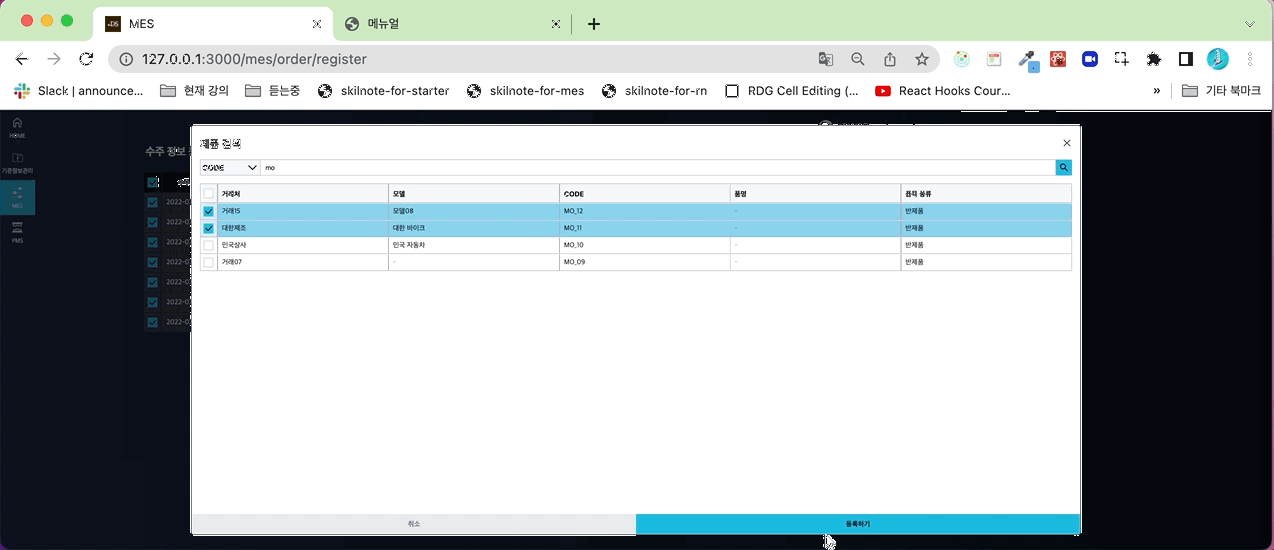 MES
메뉴얼
127.0.0.1:3000/mes/order/register
Slack | announce... 현재 강의 듣는중 skilnote-for-starter skilnote-for-mes skilnote-for-rn RDG Cell Editing (... React Hooks Cour... » 기타 북마크
HOME
기준정보관리
MES
PMS
수주 정보
제품 검색
CODE mo
거래처 모델 CODE 품명 품목 종류
거래15 모델08 MO_12 - 반제품
대한제조 대한 바이크 MO_11 - 반제품
민국상사 민국 자동차 MO_10 - 반제품
거래07 - MO_09 - 반제품
2022-0
2022-0
2022-0
2022-0
2022-0
2022-0
2022-0
취소 등록하기